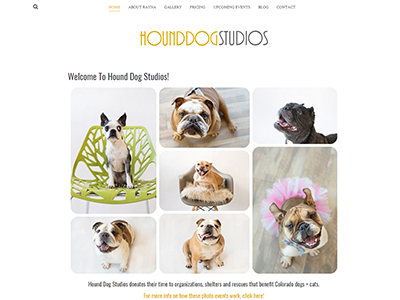 HOME ABOUT RAYNA GALLERY PRICING UPCOMING EVENTS BLOG CONTACT
HOUNDDOGSTUDIOS
Welcome To Hound Dog Studios!
Hound Dog Studios donates their time to organizations, shelters and rescues that benefit Colorado dogs + cats.
For more info on how these photo events work, click here!